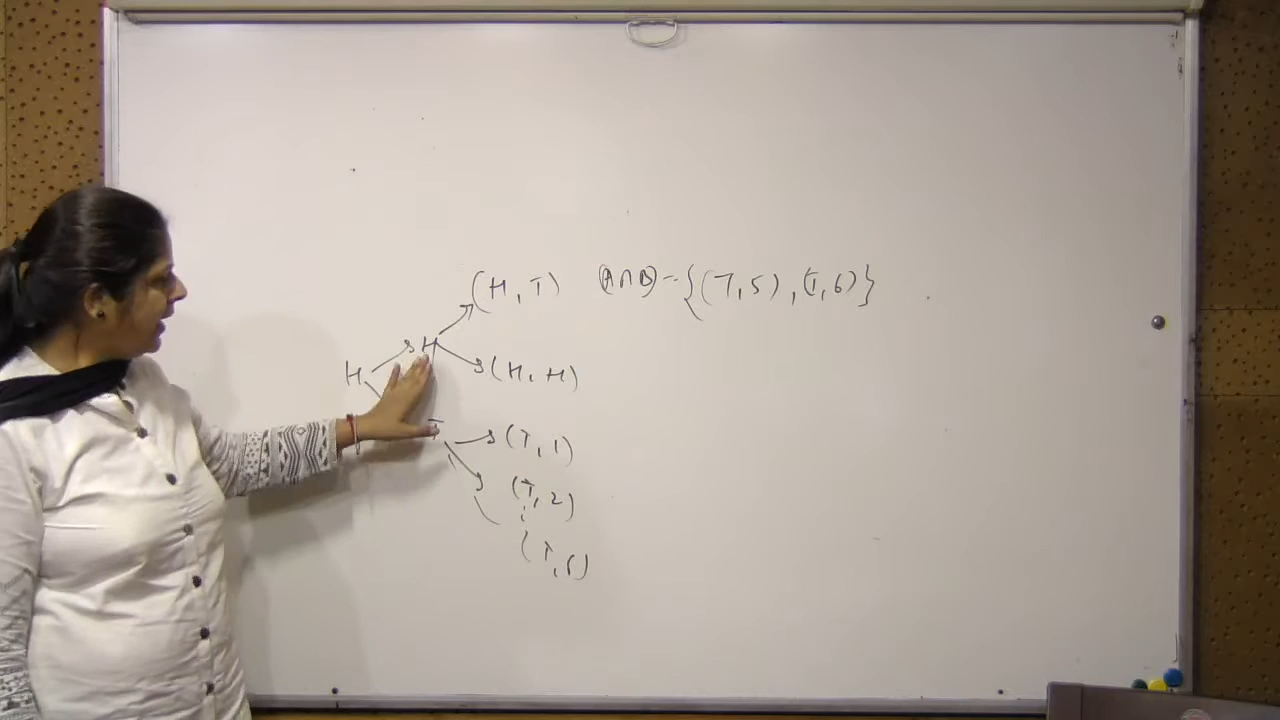 (H, T) (A∩B) = {(T, 5), (T, 6)}
H
H
(H, H)
T
(T, 1)
(T, 2)
(T, 6)